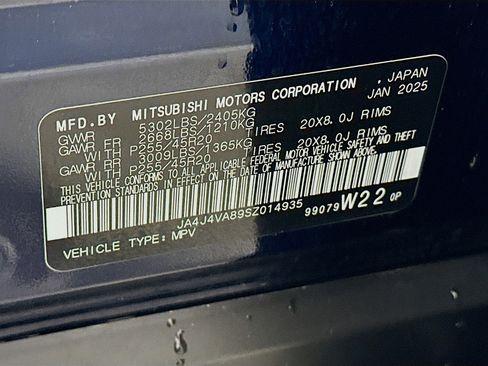 MFD.BY MITSUBISHI MOTORS CORPORATION , JAPAN
GVWR 5302LBS/2405KG JAN 2025
GAWR FR 2668LBS/1210KG
WITH P255/45R20 TIRES 20X8.0J RIMS
GAWR RR 3009LBS/1365KG
WITH P255/45R20 TIRES 20X8.0J RIMS
THIS VEHICLE CONFORMS TO ALL APPLICABLE FEDERAL MOTOR VEHICLE SAFETY AND THEFT
PREVENTION STANDARDS IN EFFECT ON THE DATE OF MANUFACTURE SHOWN ABOVE.
JA4J4VA89SZ014935
99079 W22 0P
VEHICLE TYPE: MPV